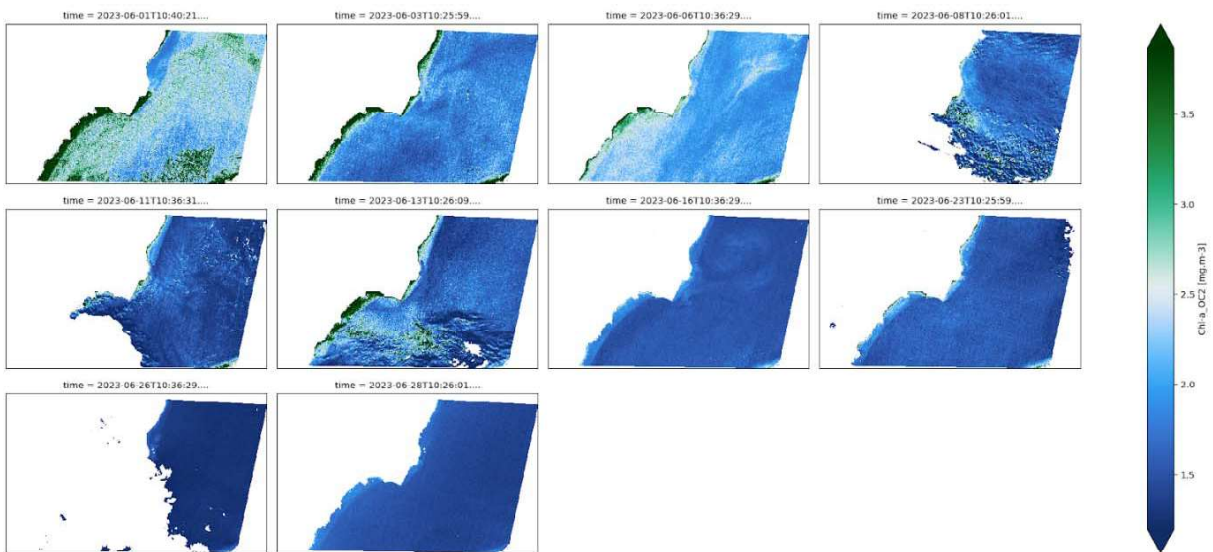 time = 2023-06-01T10:40:21....
time = 2023-06-03T10:25:59....
time = 2023-06-06T10:36:29....
time = 2023-06-08T10:26:01....
time = 2023-06-11T10:36:31....
time = 2023-06-13T10:26:09....
time = 2023-06-16T10:36:29....
time = 2023-06-23T10:25:59....
time = 2023-06-26T10:36:29....
time = 2023-06-28T10:26:01....
3.5
3.0
2.5
2.0
1.5
Chl-a_OC2 [mg.m-3]